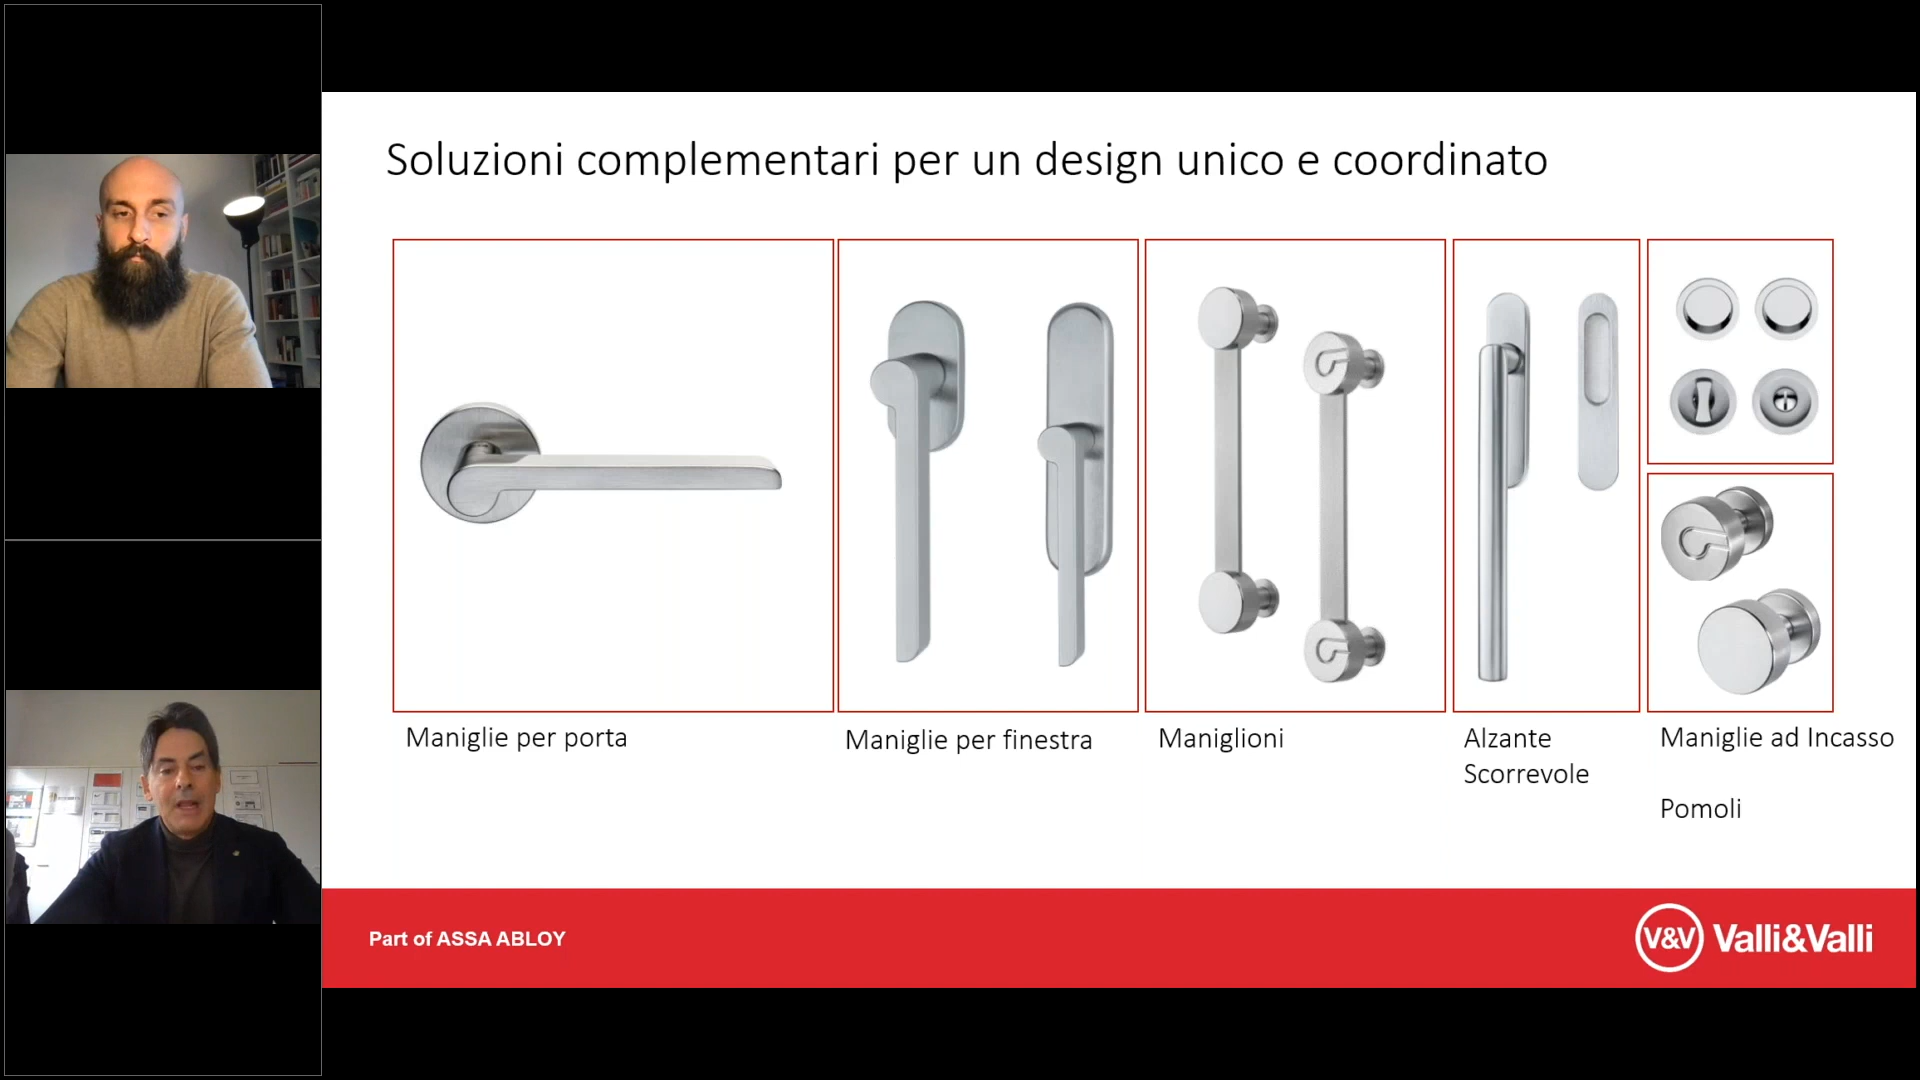 Soluzioni complementari per un design unico e coordinato
Maniglie per porta
Maniglie per finestra
Maniglioni
Alzante
Scorrevole
Maniglie ad Incasso
Pomoli
Part of ASSA ABLOY
V&V Valli&Valli